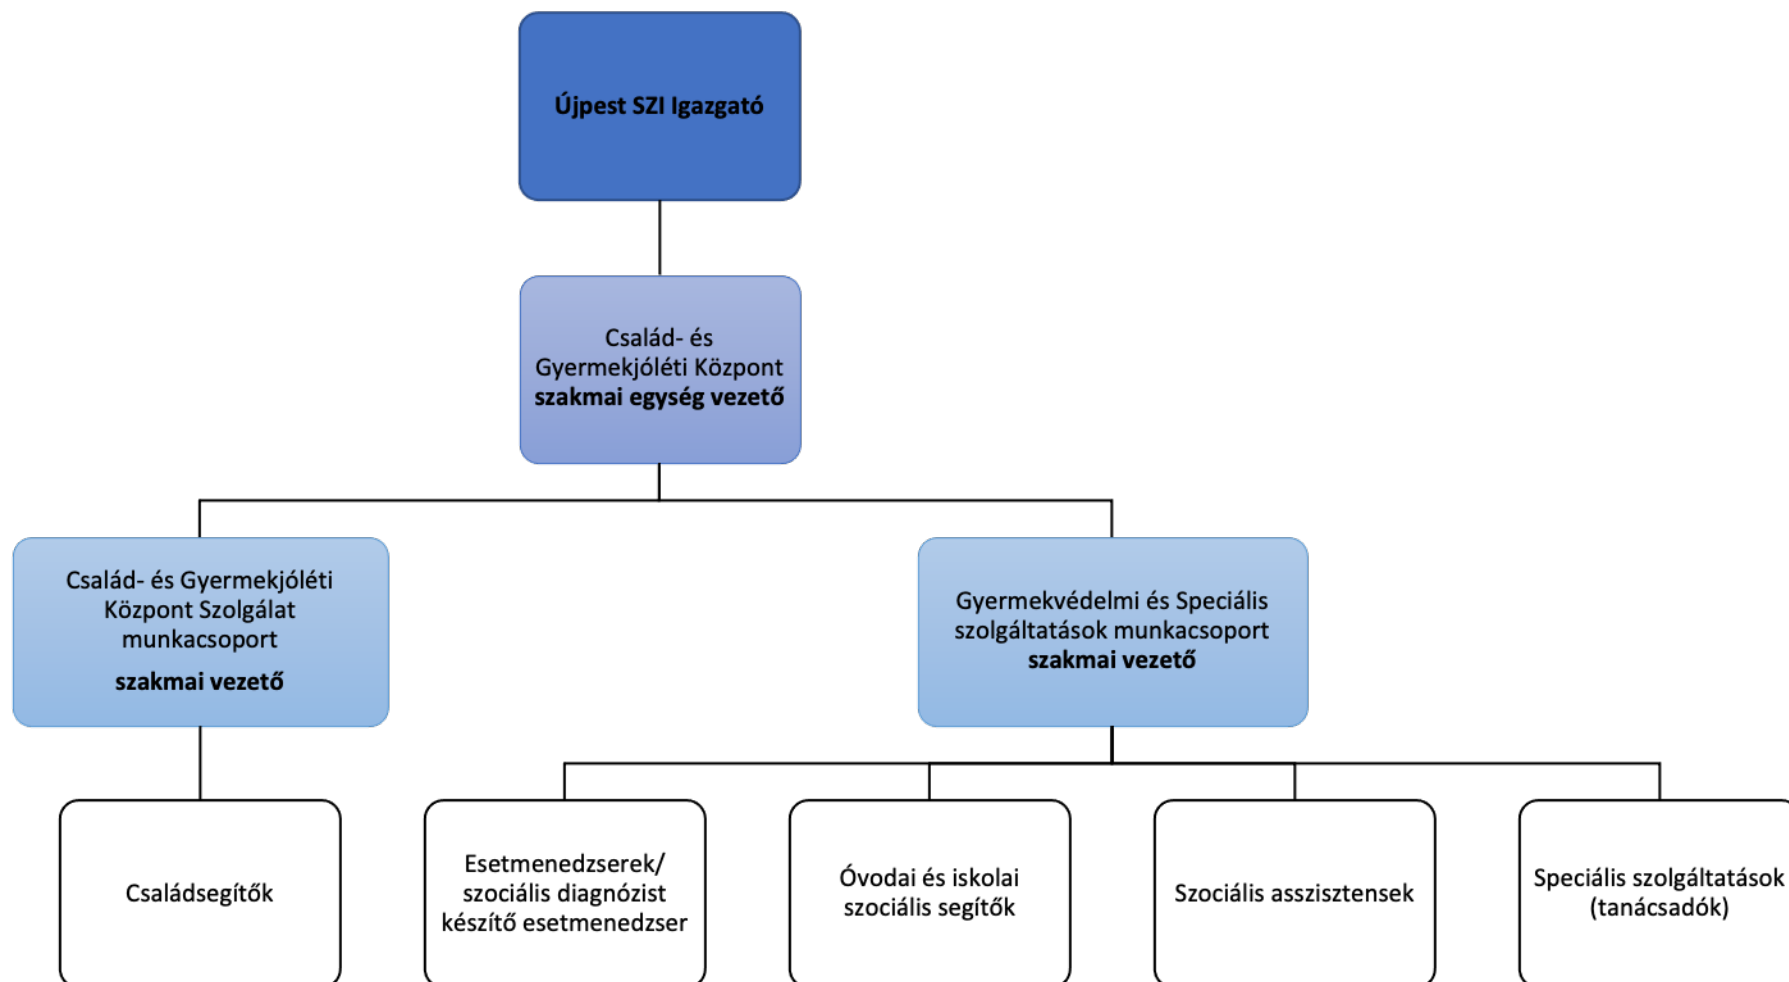 Újpest SZI Igazgató
Család- és
Gyermekjóléti Központ
szakmai egység vezető
Család- és Gyermekjóléti
Központ Szolgálat
munkacsoport
szakmai vezető
Gyermekvédelmi és Speciális
szolgáltatások munkacsoport
szakmai vezető
Családsegítők
Esetmenedzserek/
szociális diagnózist
készítő esetmenedzser
Óvodai és iskolai
szociális segítők
Szociális asszisztensek
Speciális szolgáltatások
(tanácsadók)